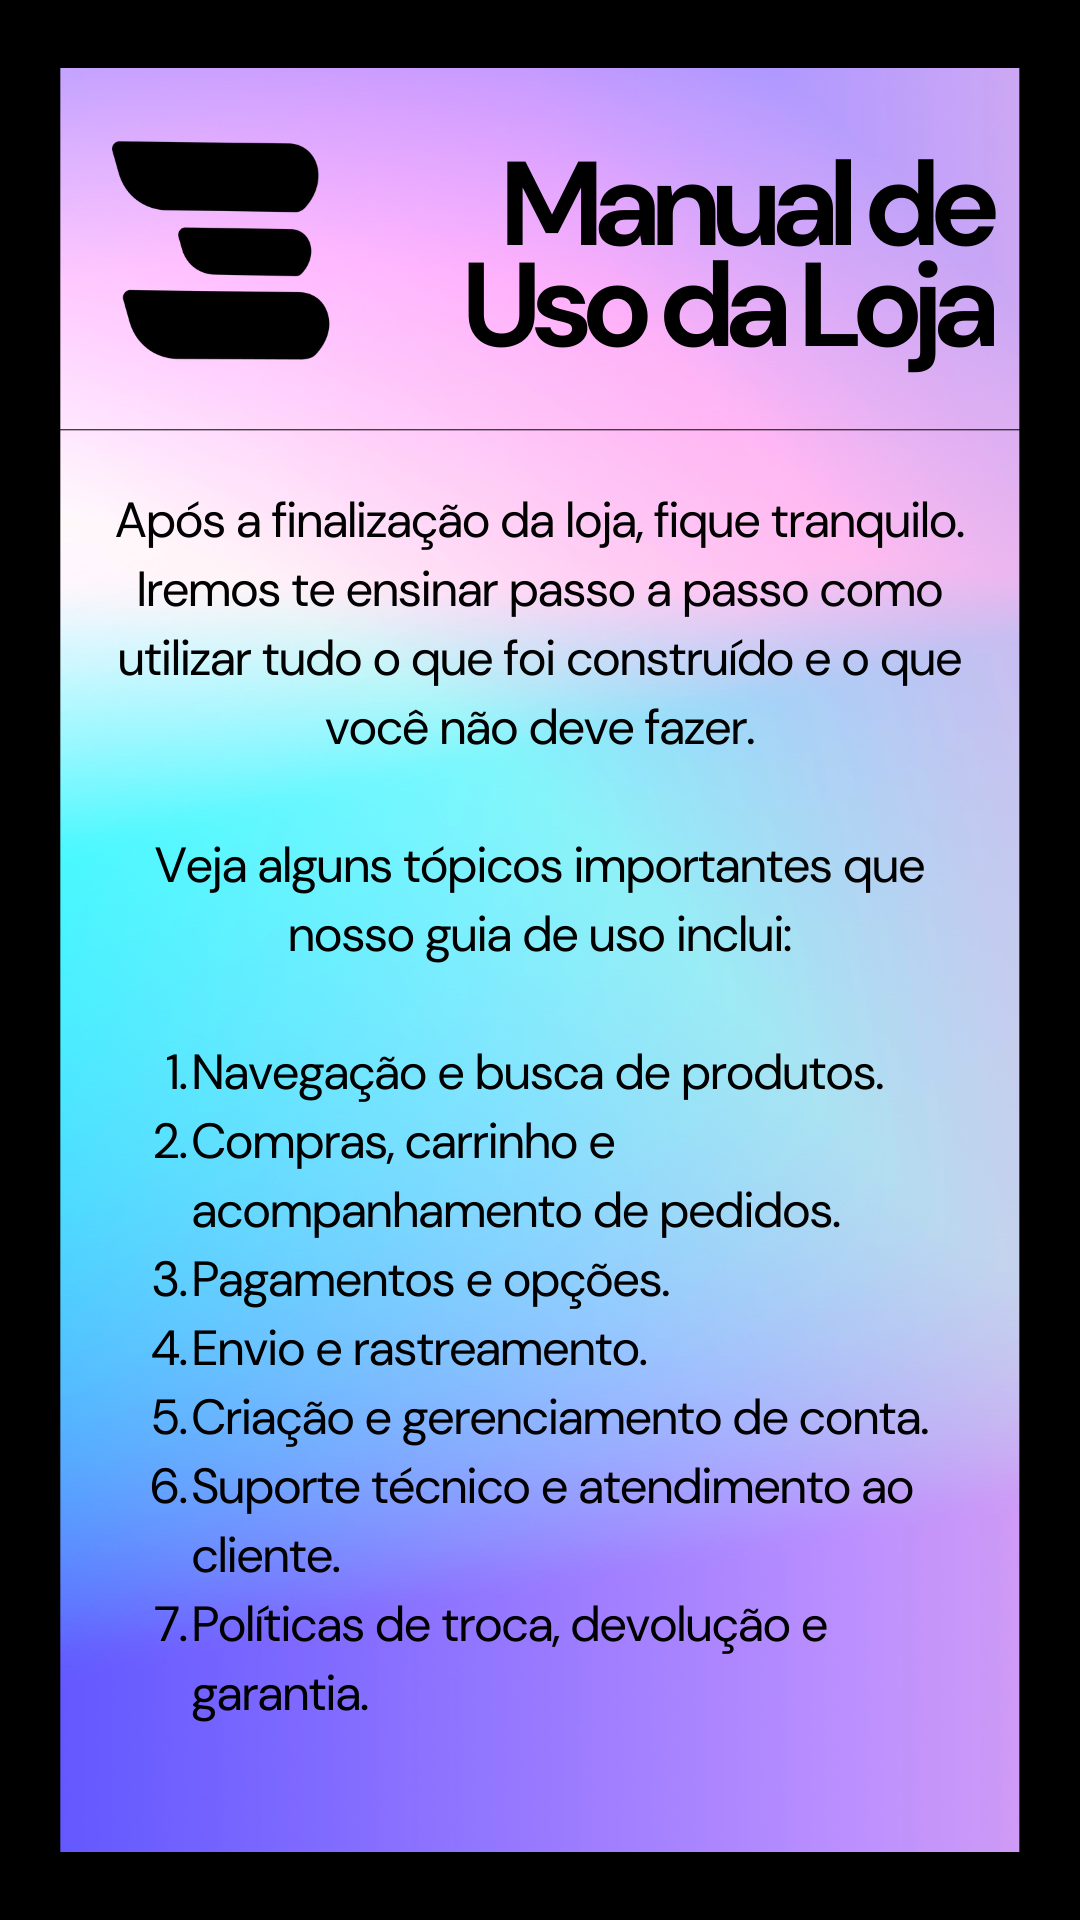 Manual de
Uso da Loja
Após a finalização da loja, fique tranquilo.
Iremos te ensinar passo a passo como
utilizar tudo o que foi construído e o que
você não deve fazer.
Veja alguns tópicos importantes que
nosso guia de uso inclui:
1. Navegação e busca de produtos.
2. Compras, carrinho e
acompanhamento de pedidos.
3. Pagamentos e opções.
4. Envio e rastreamento.
5. Criação e gerenciamento de conta.
6. Suporte técnico e atendimento ao
cliente.
7. Políticas de troca, devolução e
garantia.